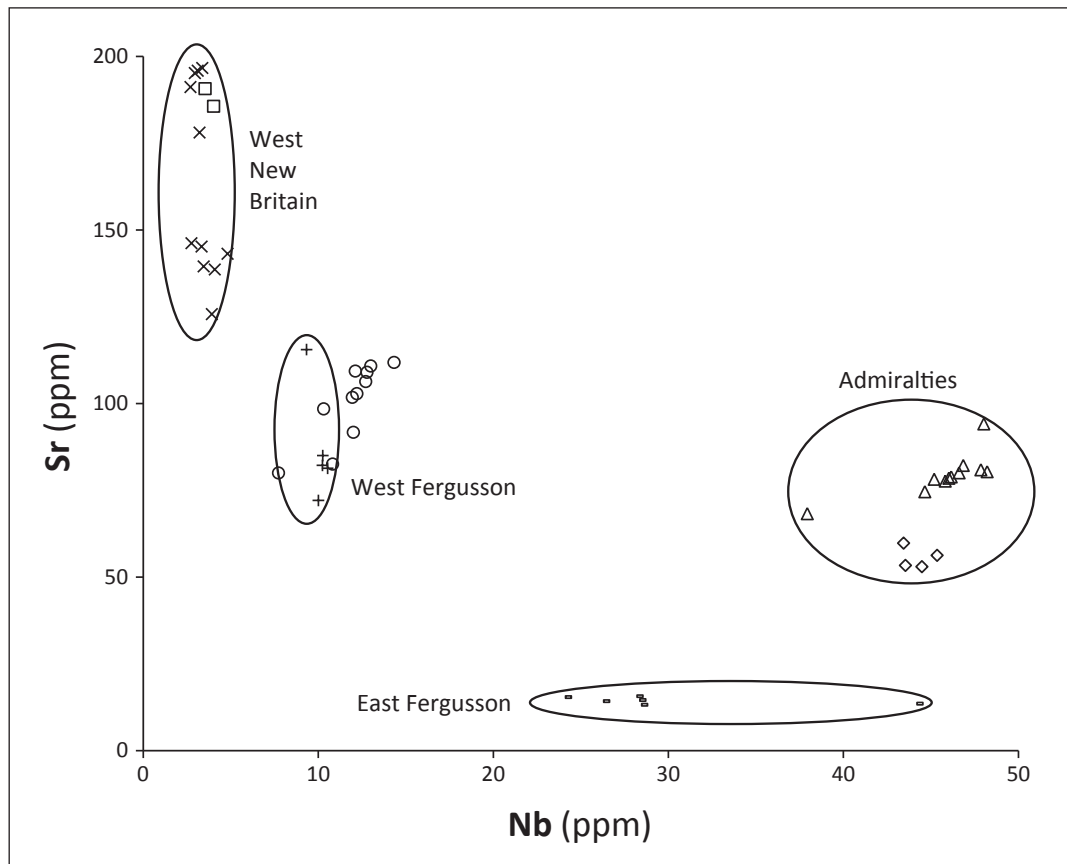 200
West
New
Britain
150
Sr (ppm)
100
Admiralties
West Fergusson
50
East Fergusson
0
0 10 20 30 40 50
Nb (ppm)